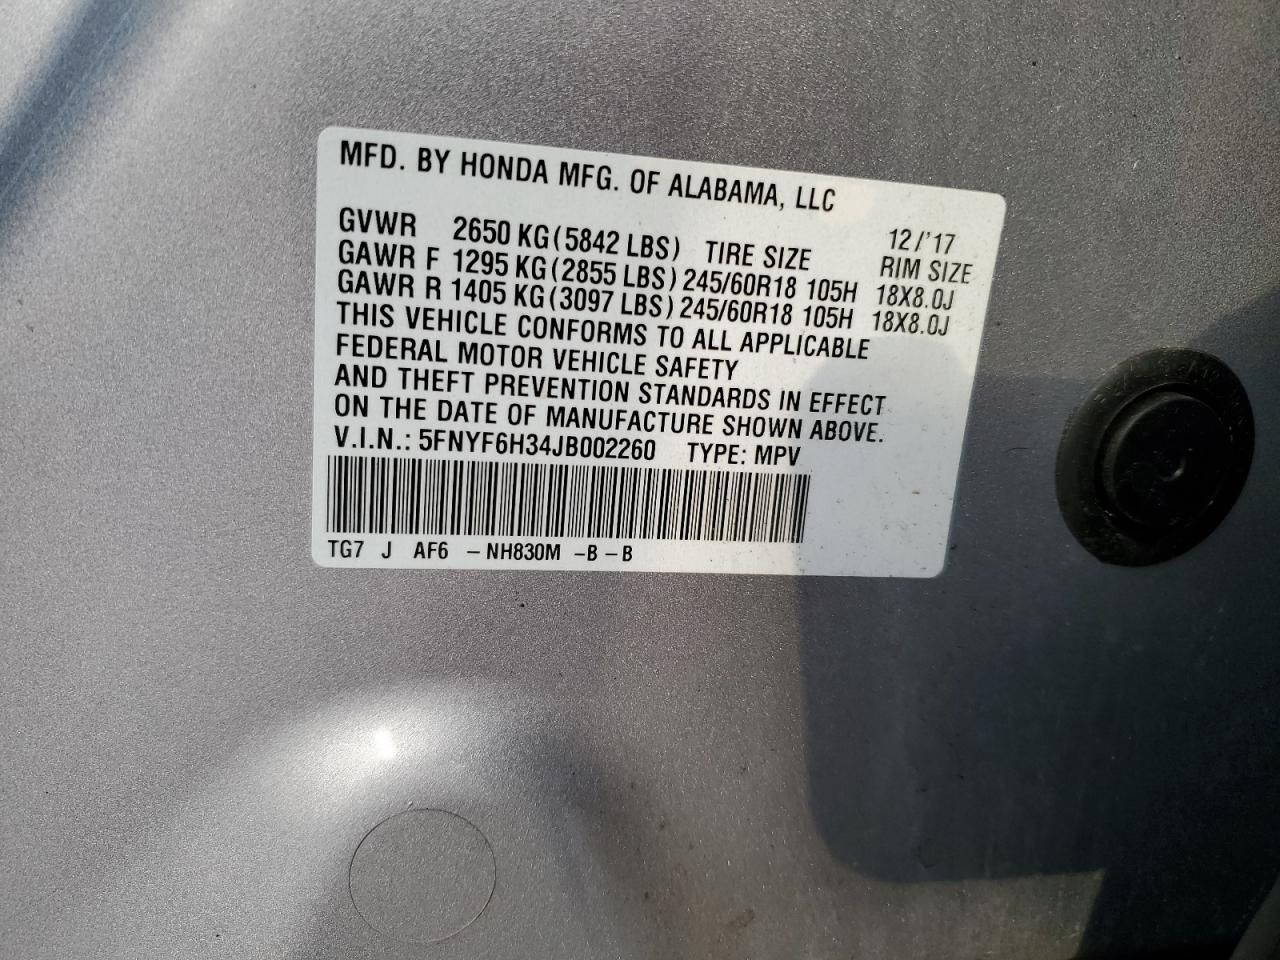 MFD. BY HONDA MFG. OF ALABAMA, LLC
12/'17
GVWR 2650 KG(5842 LBS) TIRE SIZE RIM SIZE
GAWR F 1295 KG(2855 LBS) 245/60R18 105H 18X8.0J
GAWR R 1405 KG(3097 LBS) 245/60R18 105H 18X8.0J
THIS VEHICLE CONFORMS TO ALL APPLICABLE
FEDERAL MOTOR VEHICLE SAFETY
AND THEFT PREVENTION STANDARDS IN EFFECT
ON THE DATE OF MANUFACTURE SHOWN ABOVE.
V.I.N.: 5FNYF6H34JB002260 TYPE: MPV
TG7 J AF6 -NH830M -B-B